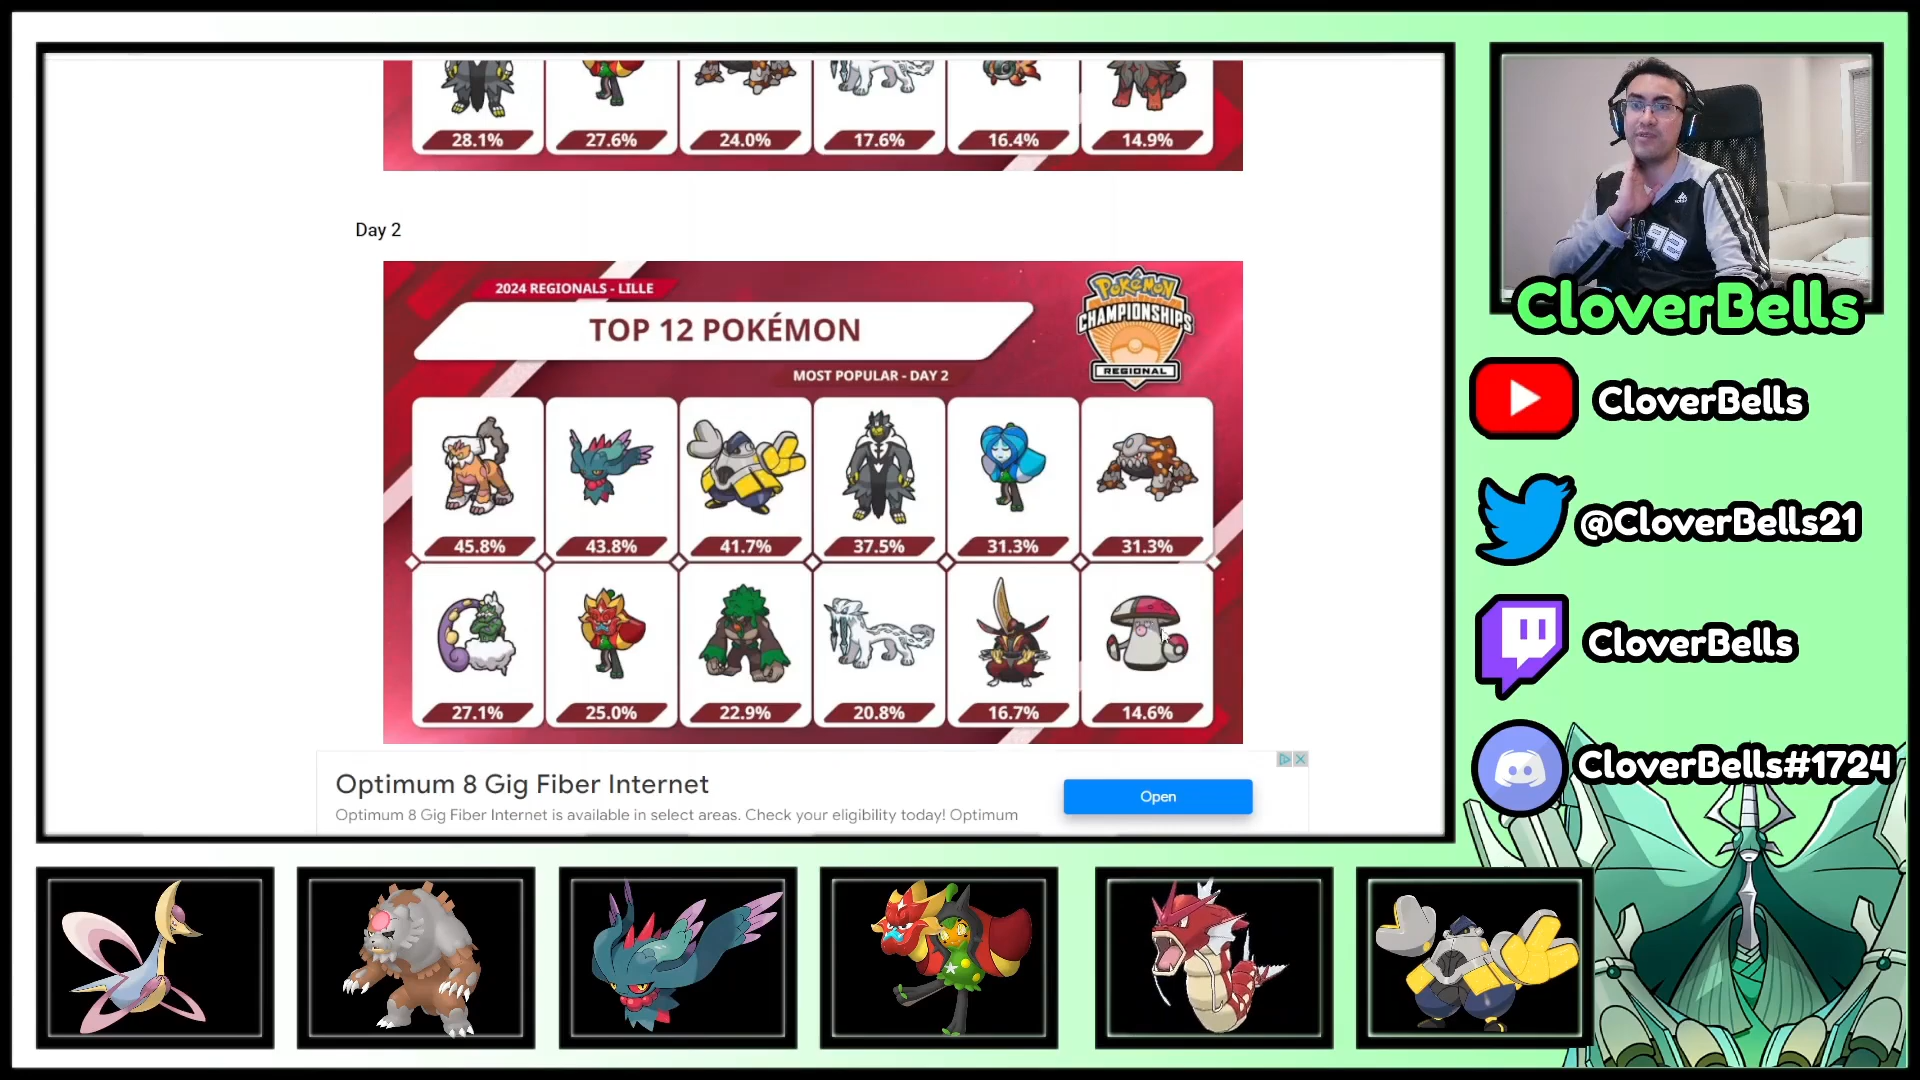 28.1%
27.6%
24.0%
17.6%
16.4%
14.9%
Day 2
2024 REGIONALS - LILLE
TOP 12 POKÉMON
MOST POPULAR - DAY 2
POKéMON
CHAMPIONSHIPS
REGIONAL
45.8%
43.8%
41.7%
37.5%
31.3%
31.3%
27.1%
25.0%
22.9%
20.8%
16.7%
14.6%
Optimum 8 Gig Fiber Internet
Optimum 8 Gig Fiber Internet is available in select areas. Check your eligibility today! Optimum
Open
CloverBells
CloverBells
@CloverBells21
CloverBells
CloverBells#1724